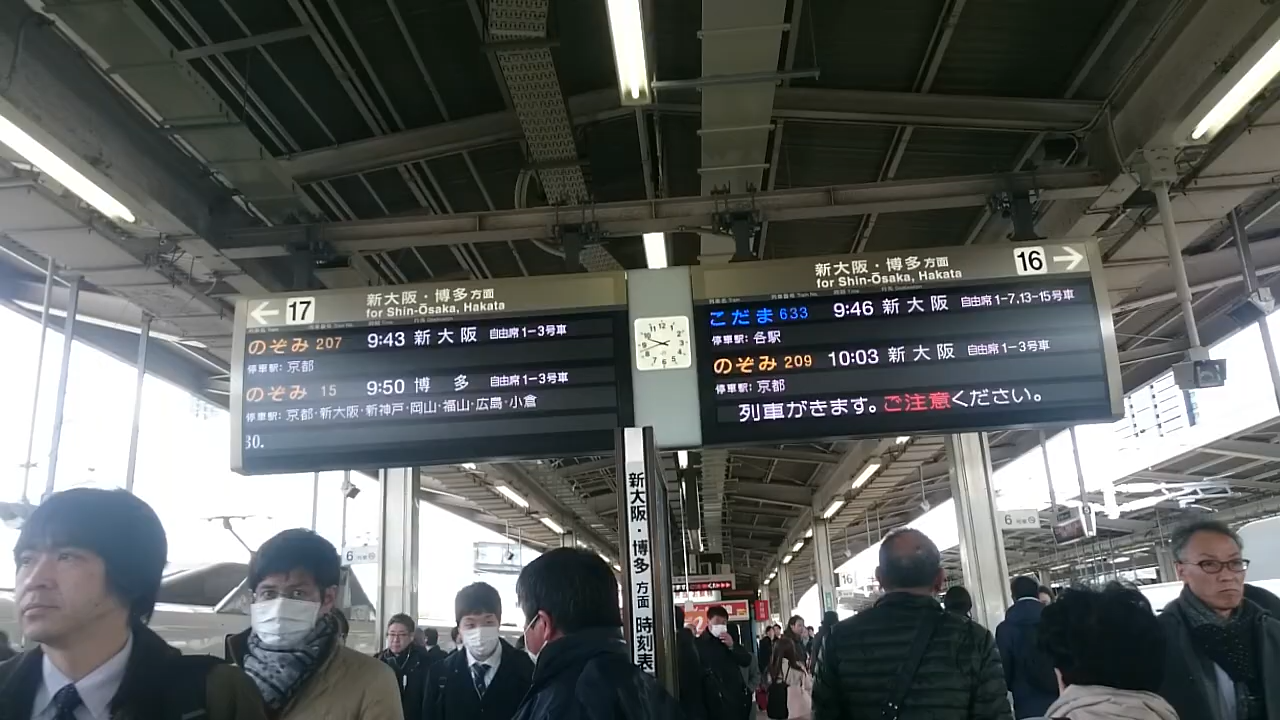 17
新大阪・博多方面
for Shin-Ōsaka, Hakata
のぞみ 207 9:43 新大阪 自由席1-3号車
停車駅: 京都
のぞみ 15 9:50 博多 自由席1-3号車
停車駅: 京都・新大阪・新神戸・岡山・福山・広島・小倉
30.
新大阪・博多方面
for Shin-Ōsaka, Hakata
16
こだま 633 9:46 新大阪 自由席1-7,13-15号車
停車駅: 各駅
のぞみ 209 10:03 新大阪 自由席1-3号車
停車駅: 京都
列車がきます。ご注意ください。
新大阪・博多 方面 時刻表
6
6
16